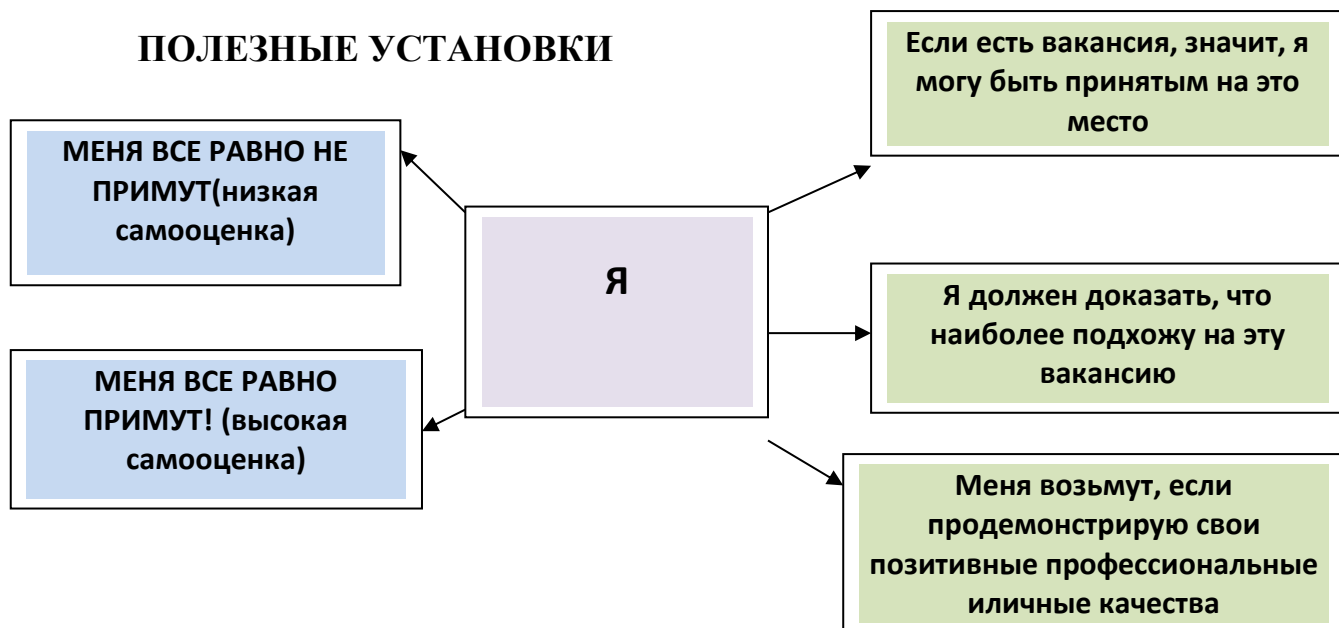 ПОЛЕЗНЫЕ УСТАНОВКИ
МЕНЯ ВСЕ РАВНО НЕ
ПРИМУТ(низкая
самооценка)
МЕНЯ ВСЕ РАВНО
ПРИМУТ! (высокая
самооценка)
Я
Если есть вакансия, значит, я
могу быть принятым на это
место
Я должен доказать, что
наиболее подхожу на эту
вакансию
Меня возьмут, если
продемонстрирую свои
позитивные профессиональные
иличные качества